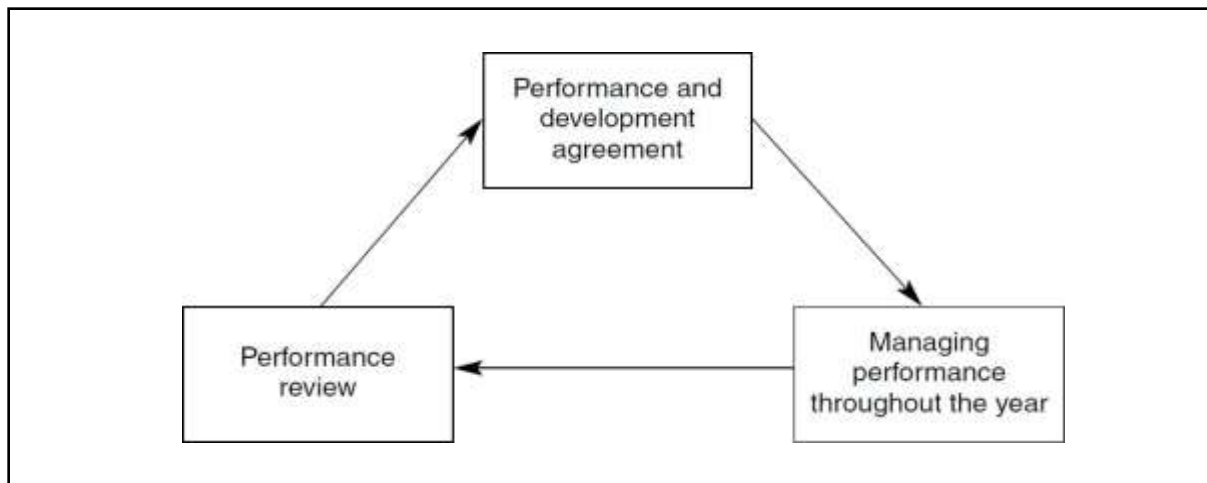 Performance and
development
agreement
Performance
review
Managing
performance
throughout the year